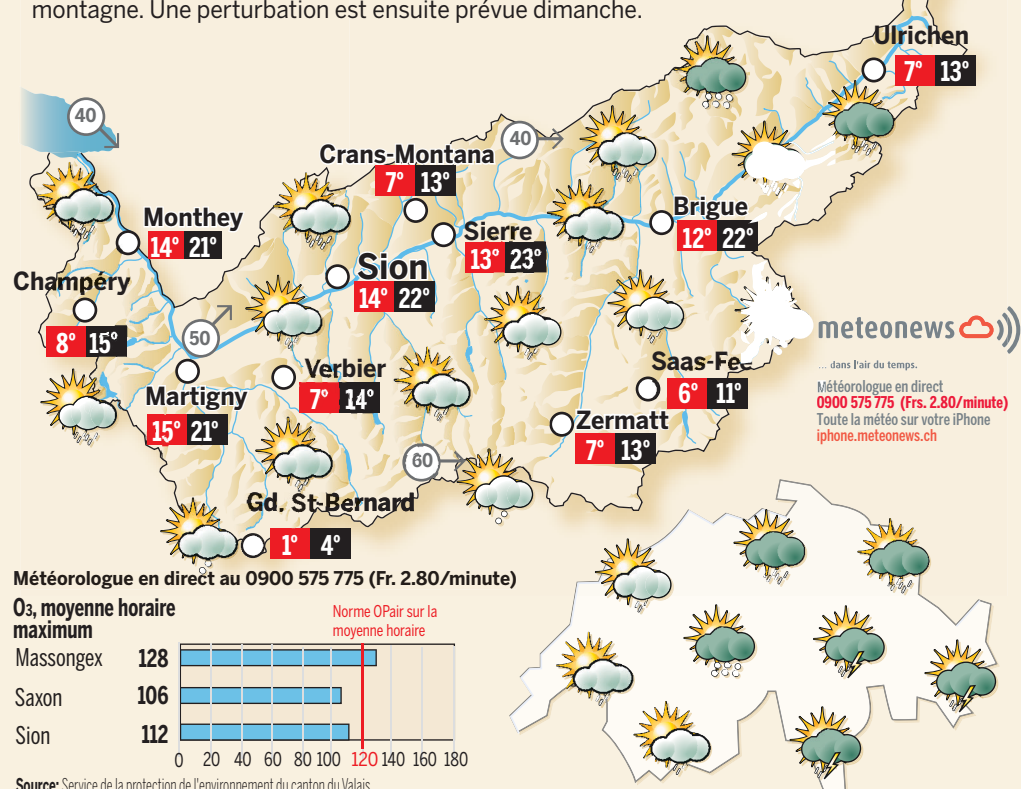 montagne. Une perturbation est ensuite prévue dimanche.
Ulrichen
7° 13°
40
40
Crans-Montana
7° 13°
Monthey
14° 21°
Sierre
13° 23°
Brigue
12° 22°
Sion
14° 22°
Champéry
8° 15°
50
meteonews
... dans l'air du temps.
Météorologue en direct
0900 575 775 (Frs. 2.80/minute)
Toute la météo sur votre iPhone
iphone.meteonews.ch
Verbier
7° 14°
Saas-Fee
6° 11°
Martigny
15° 21°
Zermatt
7° 13°
60
Gd. St-Bernard
1° 4°
Météorologue en direct au 0900 575 775 (Fr. 2.80/minute)
O3, moyenne horaire
maximum
Norme OPair sur la
moyenne horaire
Massongex 128
Saxon 106
Sion 112
0 20 40 60 80 100 120 140 160 180
Source: Service de la protection de l'environnement du canton du Valais